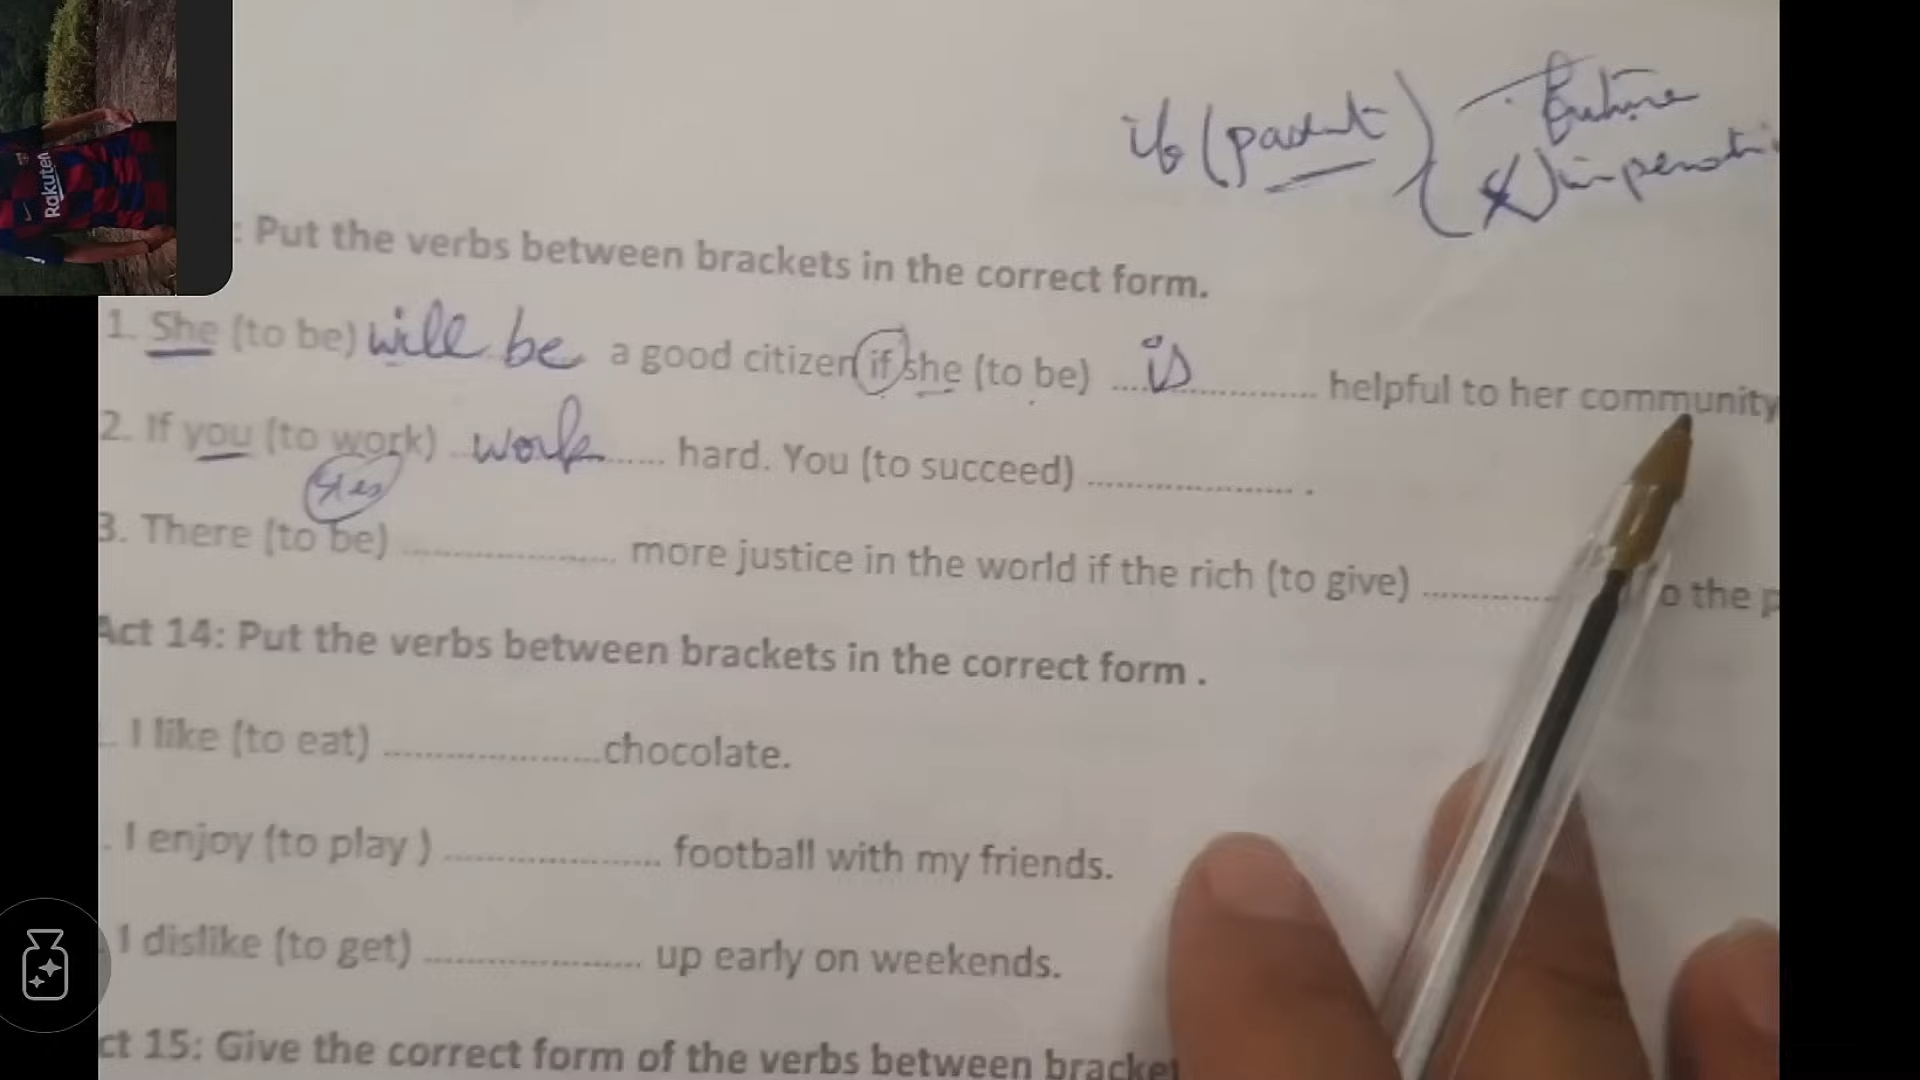 Rakuten
if (present) future
imperati
: Put the verbs between brackets in the correct form.
1. She (to be) will be a good citizen if she (to be) .... is .............. helpful to her community
2. If you (to work) ..work...... hard. You (to succeed) .................... .
3. There (to be) .................... more justice in the world if the rich (to give) ............. o the p
Act 14: Put the verbs between brackets in the correct form .
. I like (to eat) ....................chocolate.
. I enjoy (to play ) .................... football with my friends.
I dislike (to get) .................... up early on weekends.
ct 15: Give the correct form of the verbs between bracket